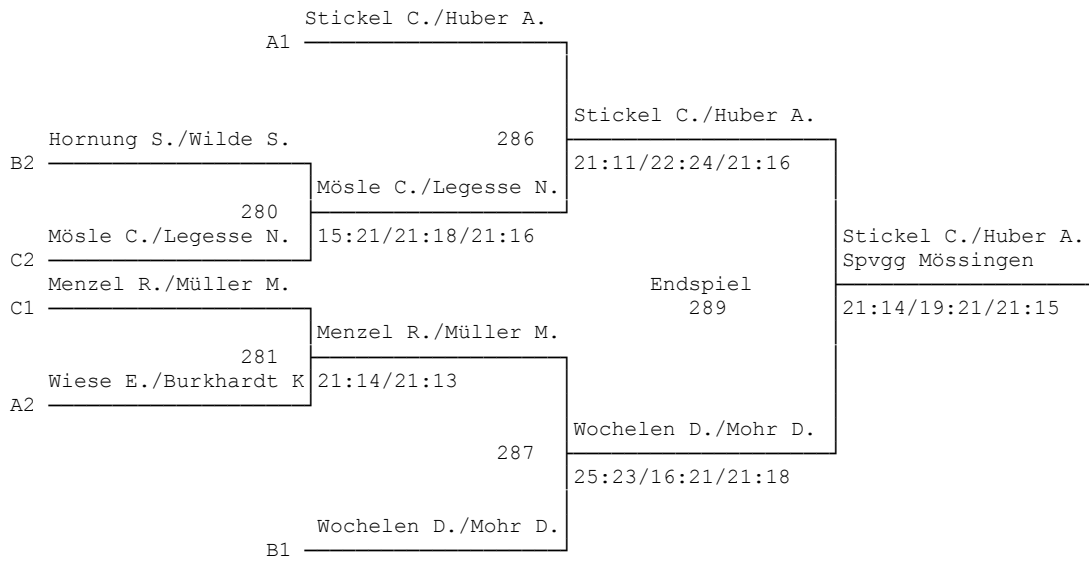 Stickel C./Huber A.
A1
Stickel C./Huber A.
Hornung S./Wilde S.
286
B2
21:11/22:24/21:16
Mösle C./Legesse N.
280
Mösle C./Legesse N.
15:21/21:18/21:16
Stickel C./Huber A.
C2
Spvgg Mössingen
Menzel R./Müller M.
Endspiel
C1
289
21:14/19:21/21:15
Menzel R./Müller M.
281
Wiese E./Burkhardt K
21:14/21:13
A2
Wochelen D./Mohr D.
287
25:23/16:21/21:18
Wochelen D./Mohr D.
B1